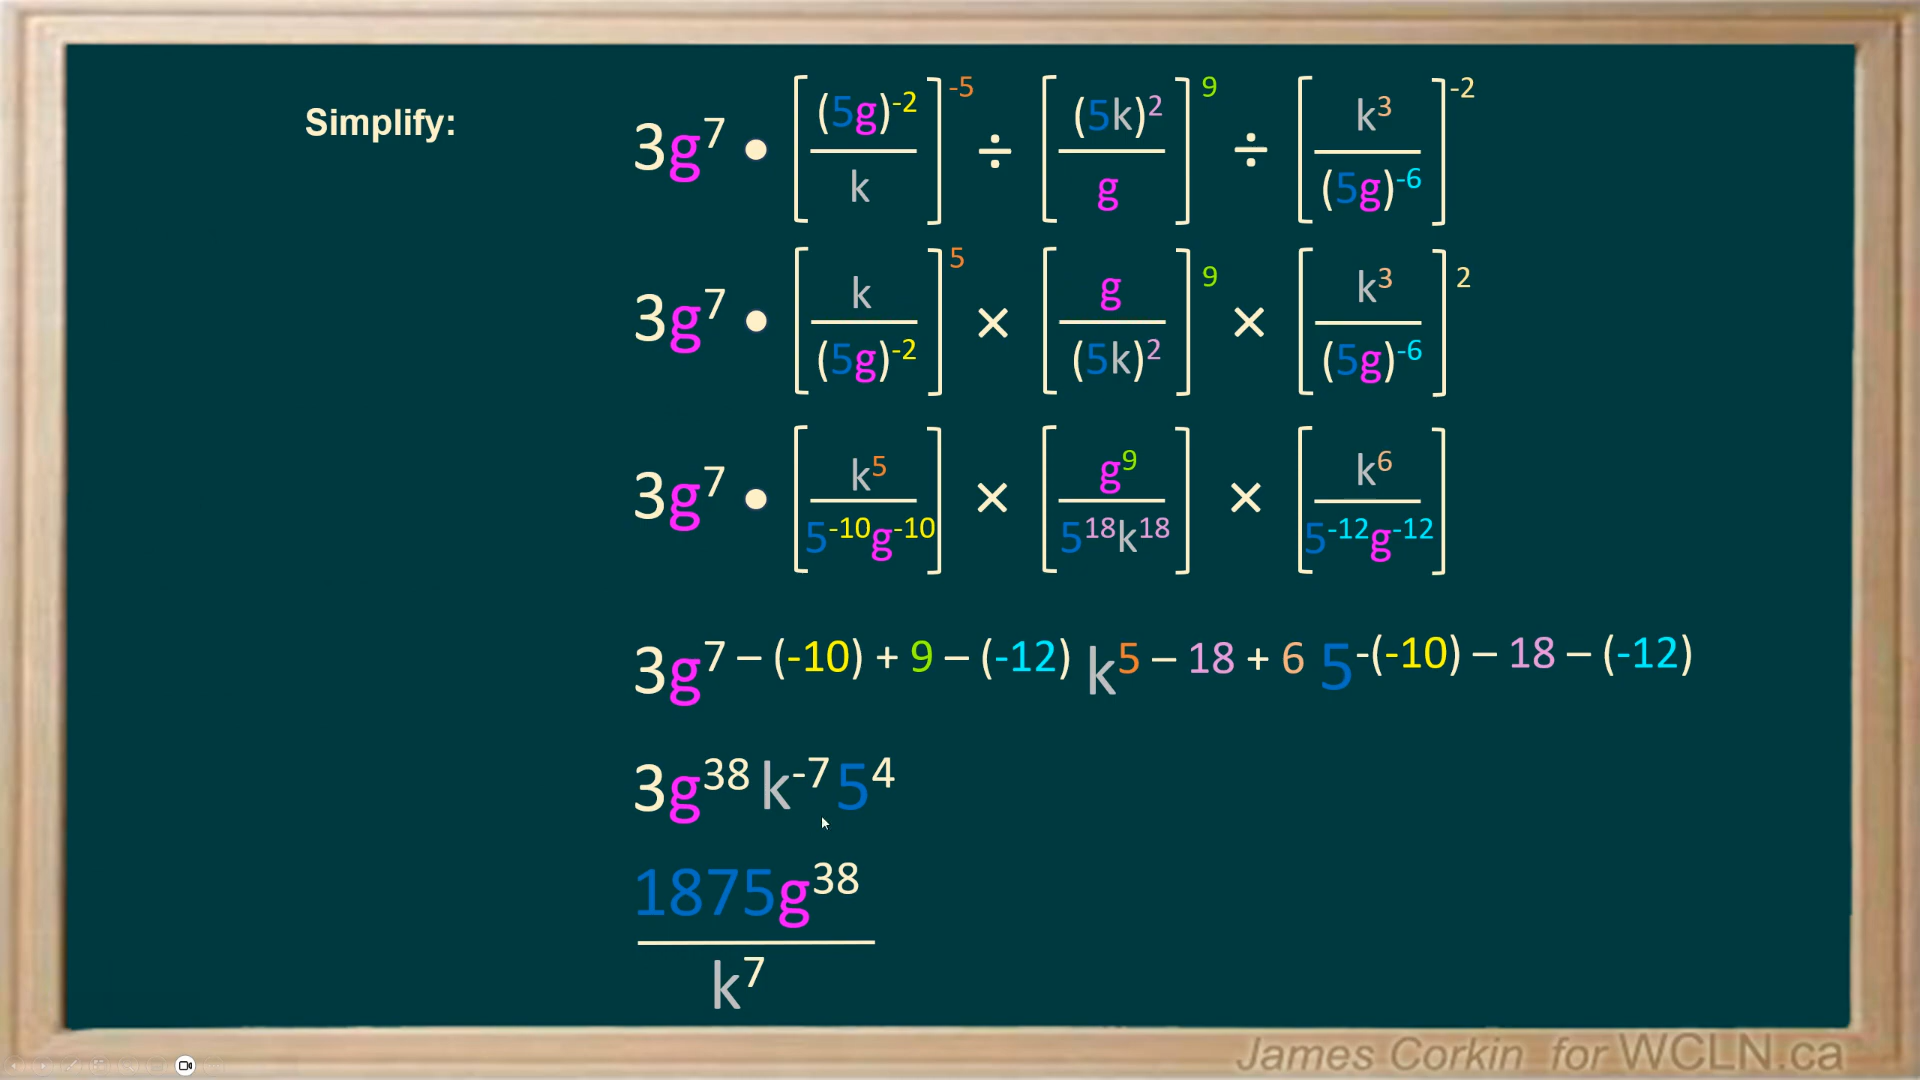 Simplify: 3g⁷ • [(5g)⁻² / k]⁻⁵ ÷ [(5k)² / g]⁹ ÷ [k³ / (5g)⁻⁶]⁻²
3g⁷ • [k / (5g)⁻²]⁵ × [g / (5k)²]⁹ × [k³ / (5g)⁻⁶]²
3g⁷ • [k⁵ / 5⁻¹⁰g⁻¹⁰] × [g⁹ / 5¹⁸k¹⁸] × [k⁶ / 5⁻¹²g⁻¹²]
3g⁷ ⁻ ⁽⁻¹⁰⁾ ⁺ ⁹ ⁻ ⁽⁻¹²⁾ k⁵ ⁻ ¹⁸ ⁺ ⁶ 5⁻⁽⁻¹⁰⁾ ⁻ ¹⁸ ⁻ ⁽⁻¹²⁾
3g³⁸ k⁻⁷ 5⁴
1875g³⁸ / k⁷
James Corkin for WCLN.ca